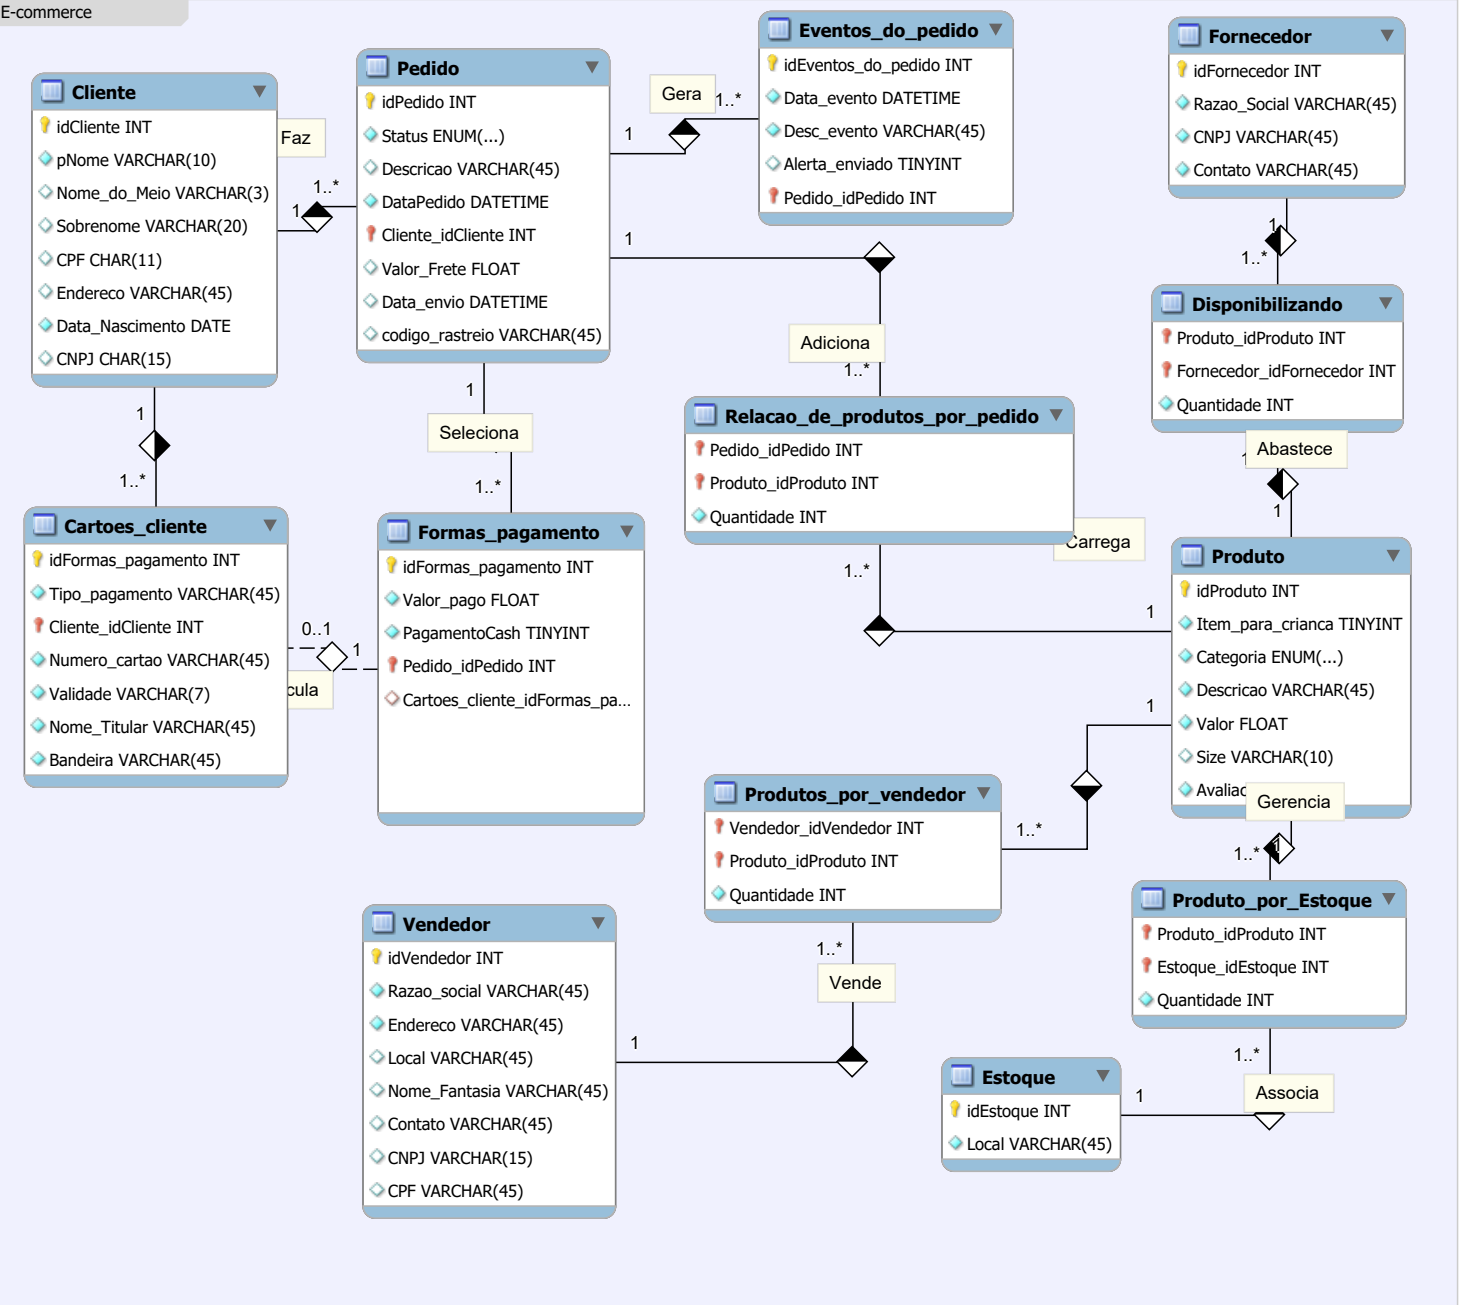 E-commerce
Cliente
idCliente INT
pNome VARCHAR(10)
Nome_do_Meio VARCHAR(3)
Sobrenome VARCHAR(20)
CPF CHAR(11)
Endereco VARCHAR(45)
Data_Nascimento DATE
CNPJ CHAR(15)
Faz
1
1..*
Pedido
idPedido INT
Status ENUM(...)
Descricao VARCHAR(45)
DataPedido DATETIME
Cliente_idCliente INT
Valor_Frete FLOAT
Data_envio DATETIME
codigo_rastreio VARCHAR(45)
Gera
1
1..*
Eventos_do_pedido
idEventos_do_pedido INT
Data_evento DATETIME
Desc_evento VARCHAR(45)
Alerta_enviado TINYINT
Pedido_idPedido INT
Fornecedor
idFornecedor INT
Razao_Social VARCHAR(45)
CNPJ VARCHAR(45)
Contato VARCHAR(45)
1
1..*
Disponibilizando
Produto_idProduto INT
Fornecedor_idFornecedor INT
Quantidade INT
Abastece
1
1
Adiciona
1..*
Relacao_de_produtos_por_pedido
Pedido_idPedido INT
Produto_idProduto INT
Quantidade INT
Carrega
1..*
1
1
Seleciona
1..*
1
1..*
Cartoes_cliente
idFormas_pagamento INT
Tipo_pagamento VARCHAR(45)
Cliente_idCliente INT
Numero_cartao VARCHAR(45)
Validade VARCHAR(7)
Nome_Titular VARCHAR(45)
Bandeira VARCHAR(45)
0..1
1
cula
Formas_pagamento
idFormas_pagamento INT
Valor_pago FLOAT
PagamentoCash TINYINT
Pedido_idPedido INT
Cartoes_cliente_idFormas_pa...
Produto
idProduto INT
Item_para_crianca TINYINT
Categoria ENUM(...)
Descricao VARCHAR(45)
Valor FLOAT
Size VARCHAR(10)
Avaliac
Gerencia
1
1..*
Produtos_por_vendedor
Vendedor_idVendedor INT
Produto_idProduto INT
Quantidade INT
1..*
Vende
1
Vendedor
idVendedor INT
Razao_social VARCHAR(45)
Endereco VARCHAR(45)
Local VARCHAR(45)
Nome_Fantasia VARCHAR(45)
Contato VARCHAR(45)
CNPJ VARCHAR(15)
CPF VARCHAR(45)
1..*
1
Produto_por_Estoque
Produto_idProduto INT
Estoque_idEstoque INT
Quantidade INT
1..*
Associa
1
Estoque
idEstoque INT
Local VARCHAR(45)